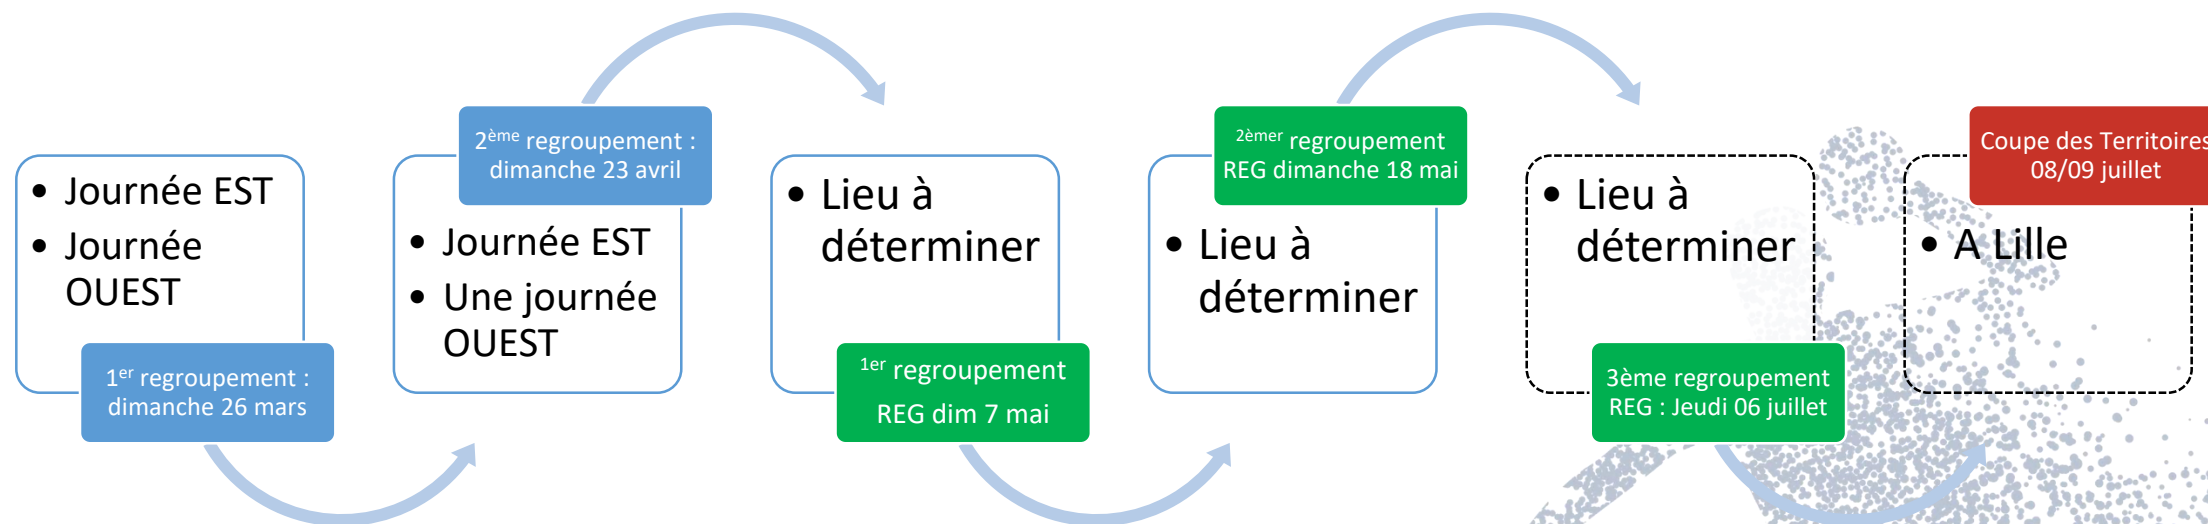 • Journée EST
• Journée
OUEST
1er regroupement :
dimanche 26 mars
2ème regroupement :
dimanche 23 avril
• Journée EST
• Une journée
OUEST
• Lieu à
déterminer
1er regroupement
REG dim 7 mai
2èmer regroupement
REG dimanche 18 mai
• Lieu à
déterminer
• Lieu à
déterminer
3ème regroupement
REG : Jeudi 06 juillet
Coupe des Territoires
08/09 juillet
• A Lille